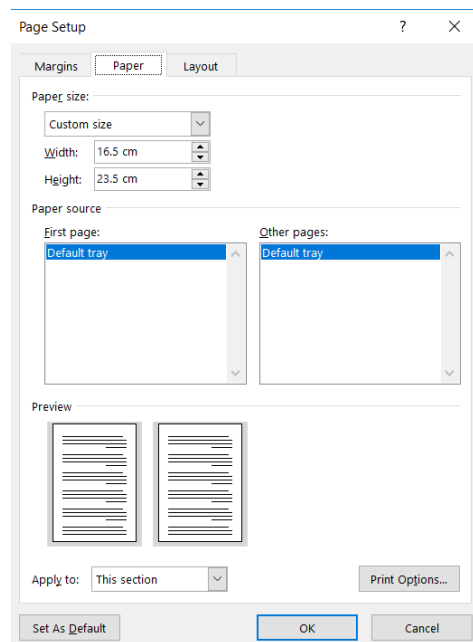 Page Setup ? ×
Margins Paper Layout
Paper size:
Custom size
Width: 16.5 cm
Height: 23.5 cm
Paper source
First page: Other pages:
Default tray Default tray
Preview
Apply to: This section Print Options...
Set As Default OK Cancel